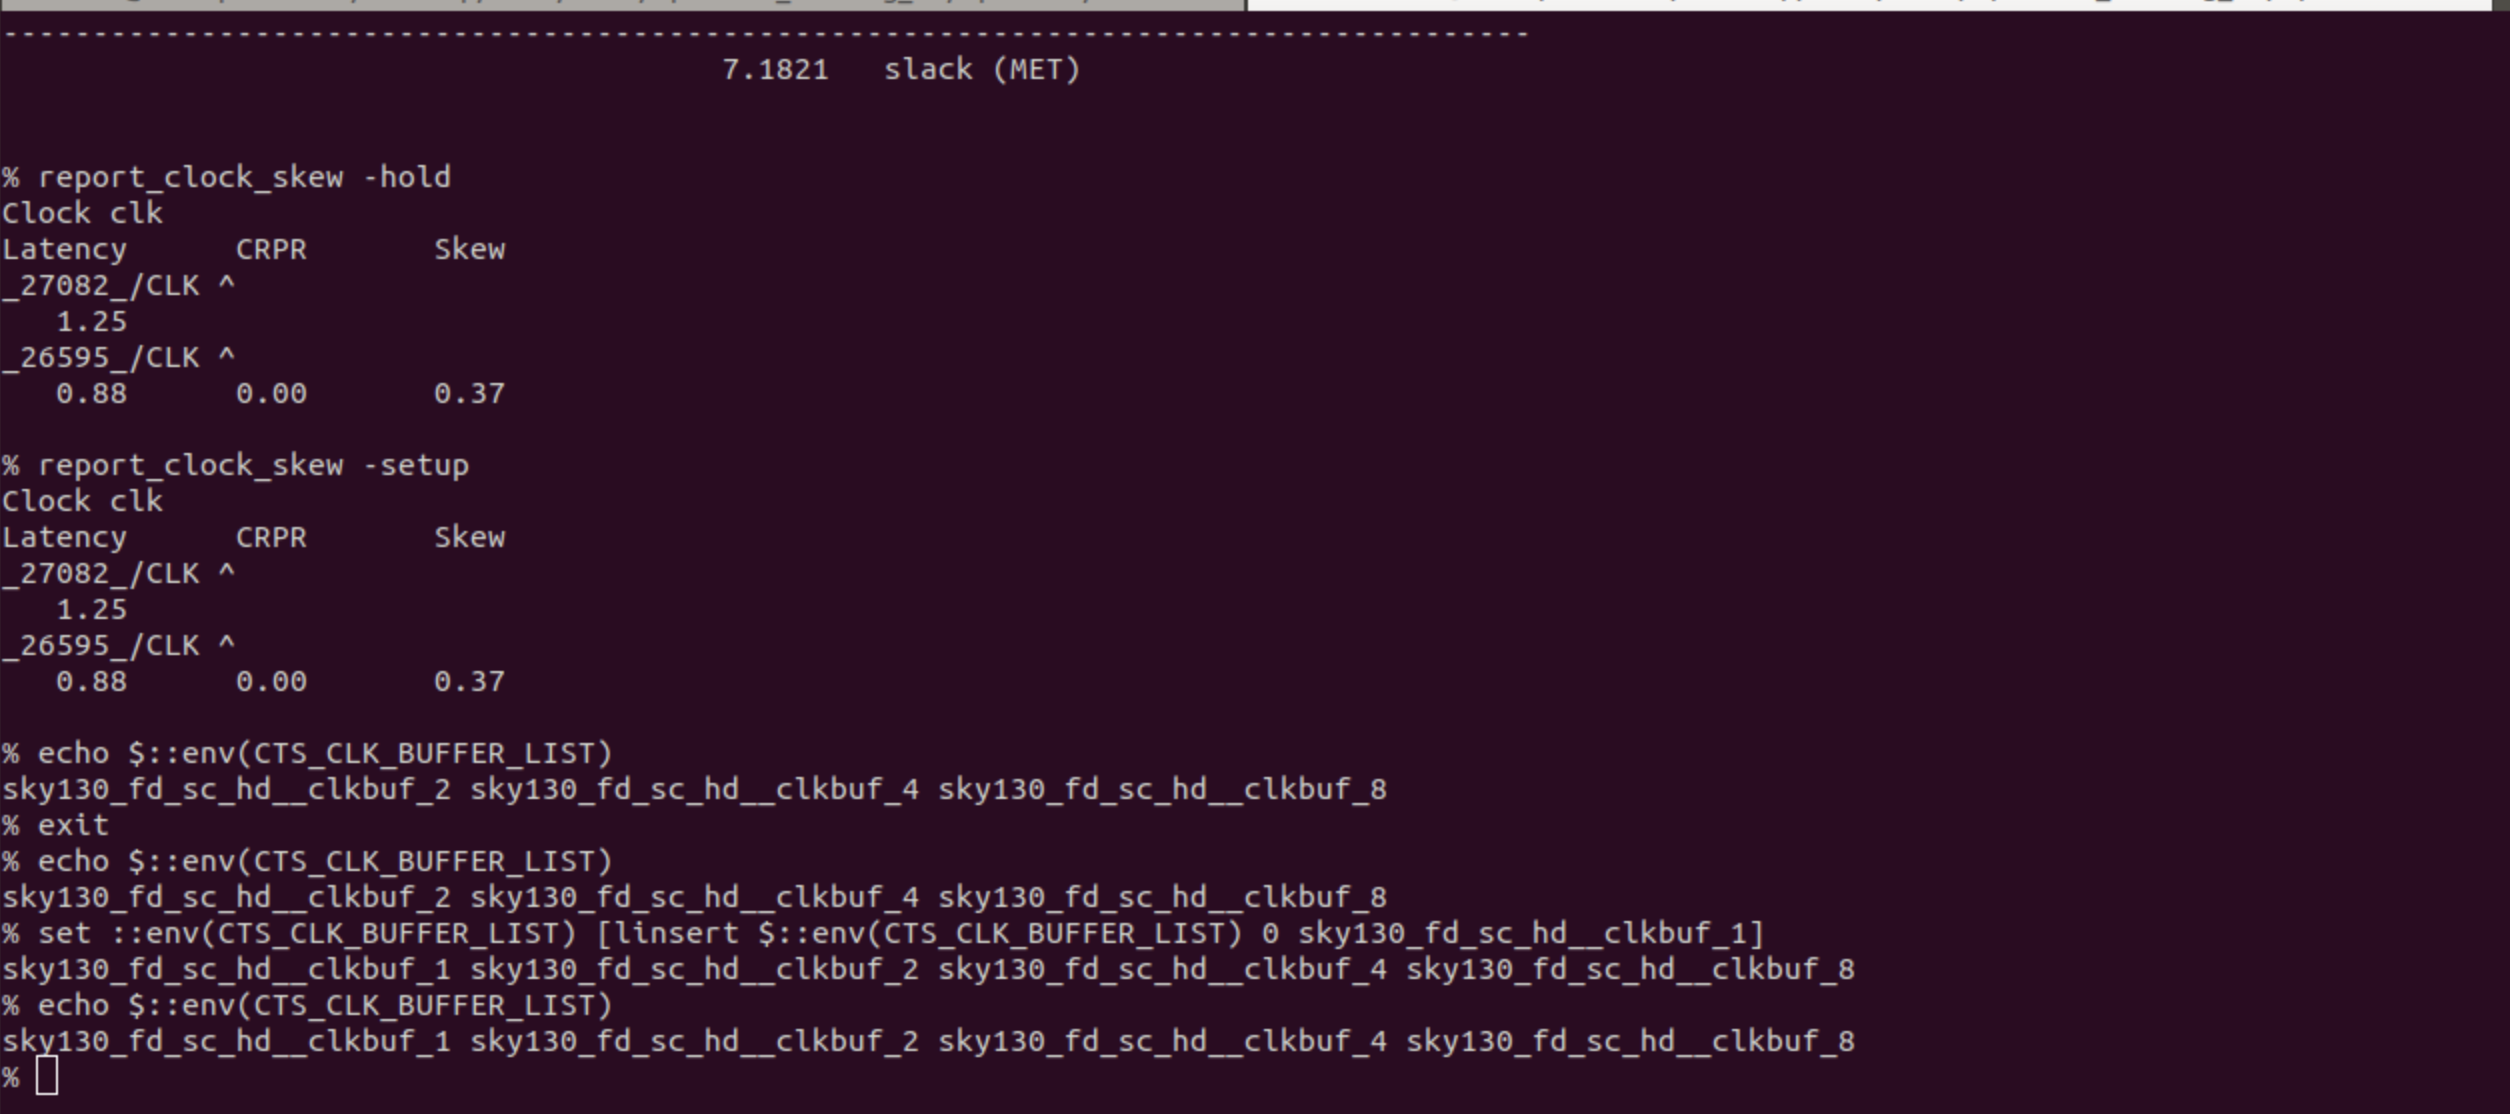 --------------------------------------------------------------------------------------
7.1821 slack (MET)
% report_clock_skew -hold
Clock clk
Latency CRPR Skew
_27082_/CLK ^
1.25
_26595_/CLK ^
0.88 0.00 0.37
% report_clock_skew -setup
Clock clk
Latency CRPR Skew
_27082_/CLK ^
1.25
_26595_/CLK ^
0.88 0.00 0.37
% echo $::env(CTS_CLK_BUFFER_LIST)
sky130_fd_sc_hd__clkbuf_2 sky130_fd_sc_hd__clkbuf_4 sky130_fd_sc_hd__clkbuf_8
% exit
% echo $::env(CTS_CLK_BUFFER_LIST)
sky130_fd_sc_hd__clkbuf_2 sky130_fd_sc_hd__clkbuf_4 sky130_fd_sc_hd__clkbuf_8
% set ::env(CTS_CLK_BUFFER_LIST) [linsert $::env(CTS_CLK_BUFFER_LIST) 0 sky130_fd_sc_hd__clkbuf_1]
sky130_fd_sc_hd__clkbuf_1 sky130_fd_sc_hd__clkbuf_2 sky130_fd_sc_hd__clkbuf_4 sky130_fd_sc_hd__clkbuf_8
% echo $::env(CTS_CLK_BUFFER_LIST)
sky130_fd_sc_hd__clkbuf_1 sky130_fd_sc_hd__clkbuf_2 sky130_fd_sc_hd__clkbuf_4 sky130_fd_sc_hd__clkbuf_8
%